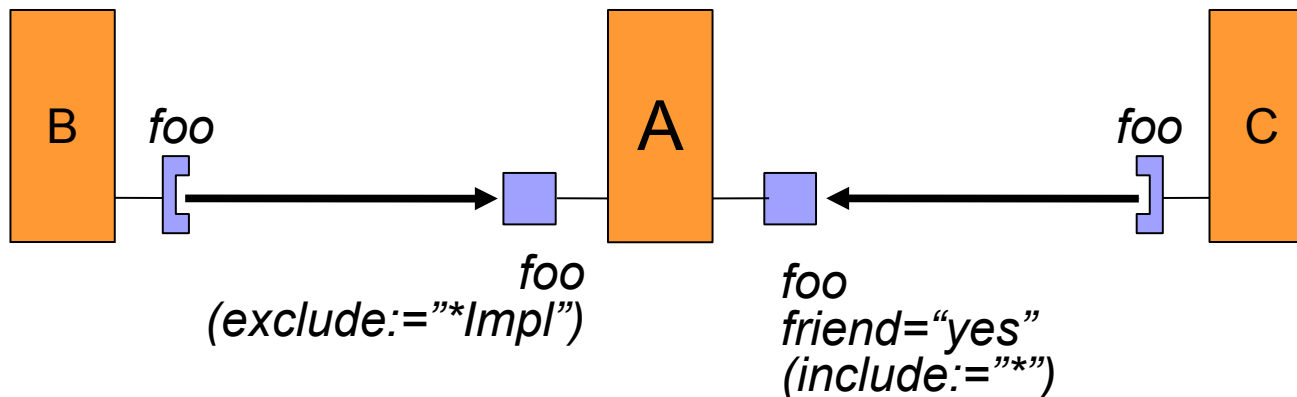 B
foo
A
foo
C
foo
(exclude:=”*Impl”)
foo
friend=“yes”
(include:=”*”)